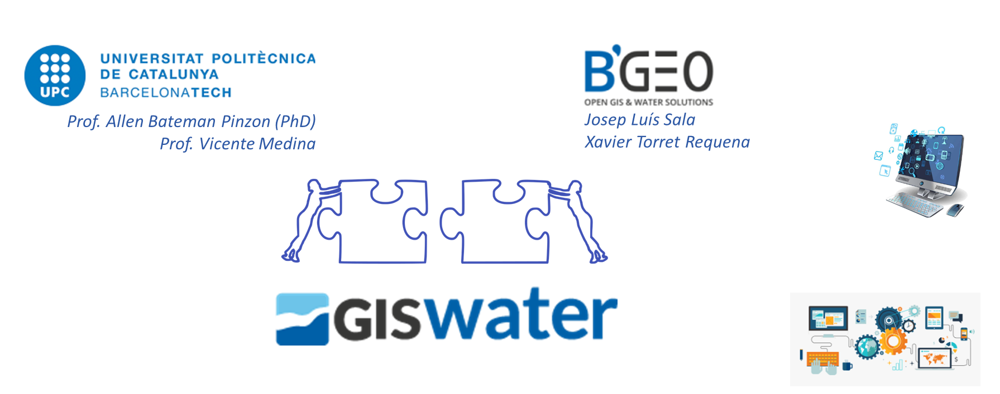 UPC
UNIVERSITAT POLITÈCNICA
DE CATALUNYA
BARCELONATECH
Prof. Allen Bateman Pinzon (PhD)
Prof. Vicente Medina
B'GEO
OPEN GIS & WATER SOLUTIONS
Josep Luís Sala
Xavier Torret Requena
GISwater
$